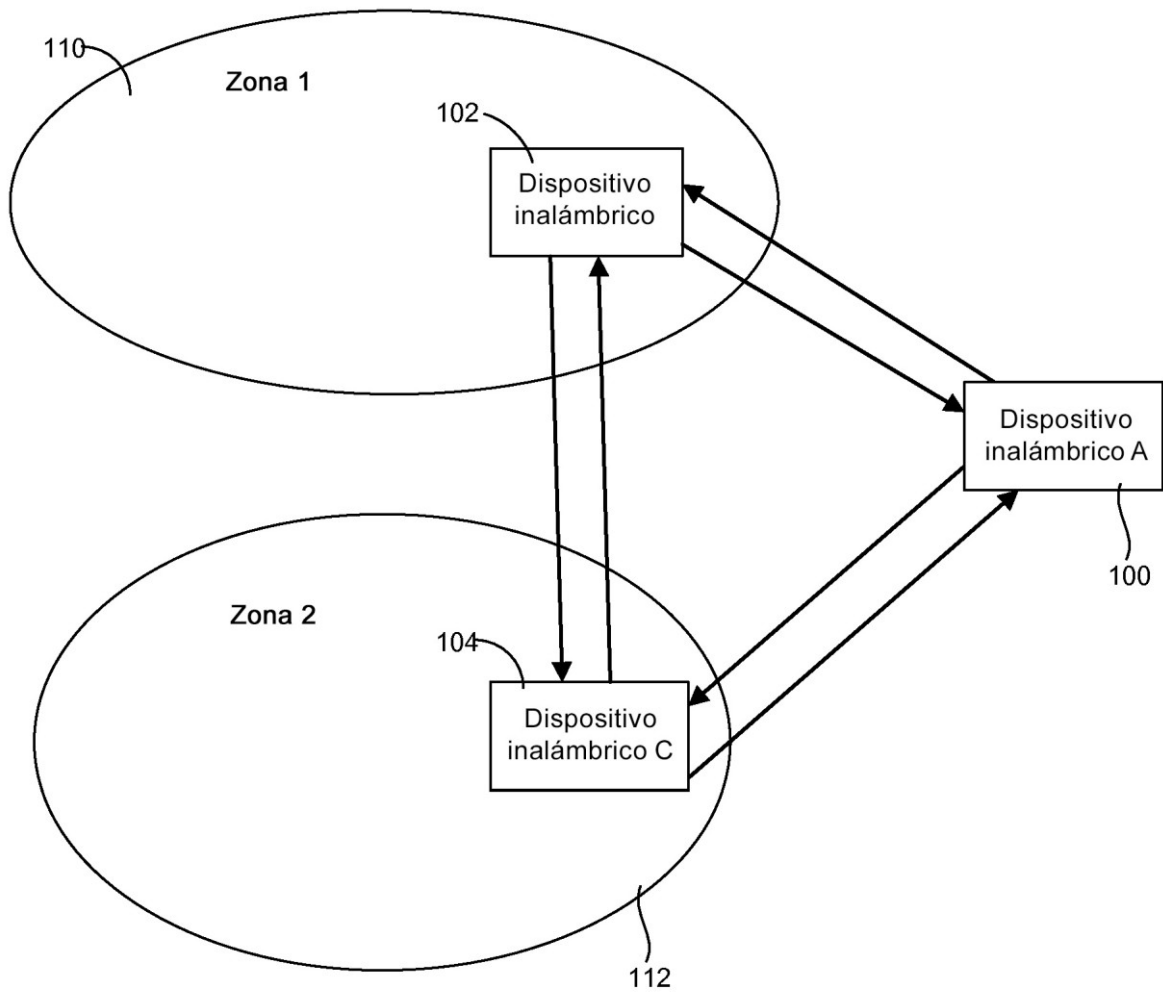 110
Zona 1
102
Dispositivo
inalámbrico
Dispositivo
inalámbrico A
100
Zona 2
104
Dispositivo
inalámbrico C
112